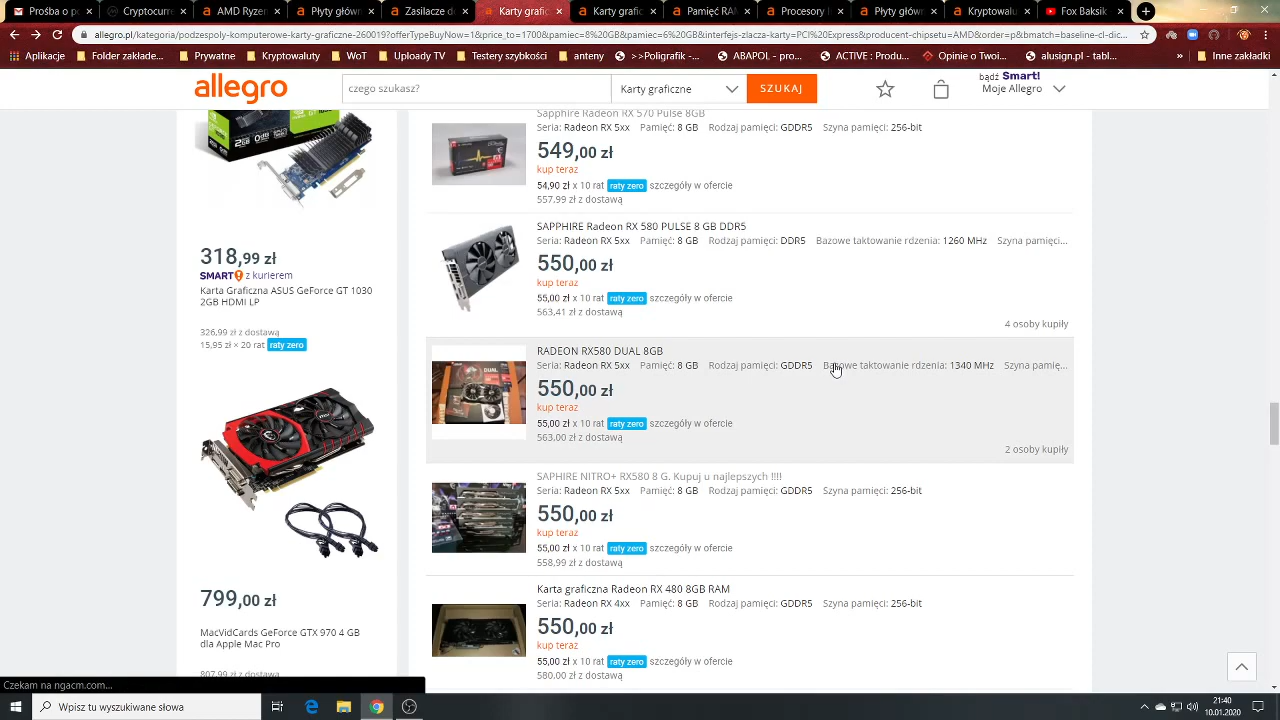 Prośba o po
Cryptocurre
AMD Ryzen
Płyty główn
Zasilacze do
Karty grafic
Karty grafic
Pamięć RA
Procesory I
Płyty główn
Kryptowalu
Fox Baksik
allegro.pl/kategoria/podzespoly-komputerowe-karty-graficzne-260019?offerTypeBuyNow=1&price_to=1700&pamiec=8%20GB&pamiec=6%20GB&interfejs-zlacza-karty=PCI%20Express&producent-chipsetu=AMD&order=p&bmatch=baseline-cl-dic...
Aplikacje
Kryptowaluty
WoT
Uploady TV
Testery szybkości
anteny
>>Poligrafik - For...
ABAPOL - produ...
ACTIVE : Produkty...
Opinie o Twoim T...
alusign.pl - tablice...
allegro
czego szukasz?
Karty graficzne
SZUKAJ
bądź Smart!
Moje Allegro
318,99 zł
SMART z kurierem
Karta Graficzna ASUS GeForce GT 1030
2GB HDMI LP
326,99 zł z dostawą
15,95 zł × 20 rat raty zero
799,00 zł
MacVidCards GeForce GTX 970 4 GB
dla Apple Mac Pro
807,99 zł z dostawą
Sapphire Radeon RX 570 Pulse 8GB
Seria: Radeon RX 5xx Pamięć: 8 GB Rodzaj pamięci: GDDR5 Szyna pamięci: 256-bit
549,00 zł
kup teraz
54,90 zł x 10 rat raty zero szczegóły w ofercie
557,99 zł z dostawą
SAPPHIRE Radeon RX 580 PULSE 8 GB DDR5
Seria: Radeon RX 5xx Pamięć: 8 GB Rodzaj pamięci: DDR5 Bazowe taktowanie rdzenia: 1260 MHz Szyna pamięci...
550,00 zł
kup teraz
55,00 zł x 10 rat raty zero szczegóły w ofercie
563,41 zł z dostawą
4 osoby kupiły
RADEON RX580 DUAL 8GB
Seria: Radeon RX 5xx Pamięć: 8 GB Rodzaj pamięci: GDDR5 Bazowe taktowanie rdzenia: 1340 MHz Szyna pamię...
550,00 zł
kup teraz
55,00 zł x 10 rat raty zero szczegóły w ofercie
563,00 zł z dostawą
2 osoby kupiły
SAPHIRE NITRO+ RX580 8 G. Kupuj u najlepszych !!!!
Seria: Radeon RX 5xx Pamięć: 8 GB Rodzaj pamięci: GDDR5 Szyna pamięci: 256-bit
550,00 zł
kup teraz
55,00 zł x 10 rat raty zero szczegóły w ofercie
558,99 zł z dostawą
Karta graficzna Radeon RX 480 8GB RAM
Seria: Radeon RX 4xx Pamięć: 8 GB Rodzaj pamięci: GDDR5 Szyna pamięci: 256-bit
550,00 zł
kup teraz
55,00 zł x 10 rat raty zero szczegóły w ofercie
580,00 zł z dostawą
Czekam na ngacm.com...
Wpisz tu wyszukiwane słowa
21:40
10.01.2020